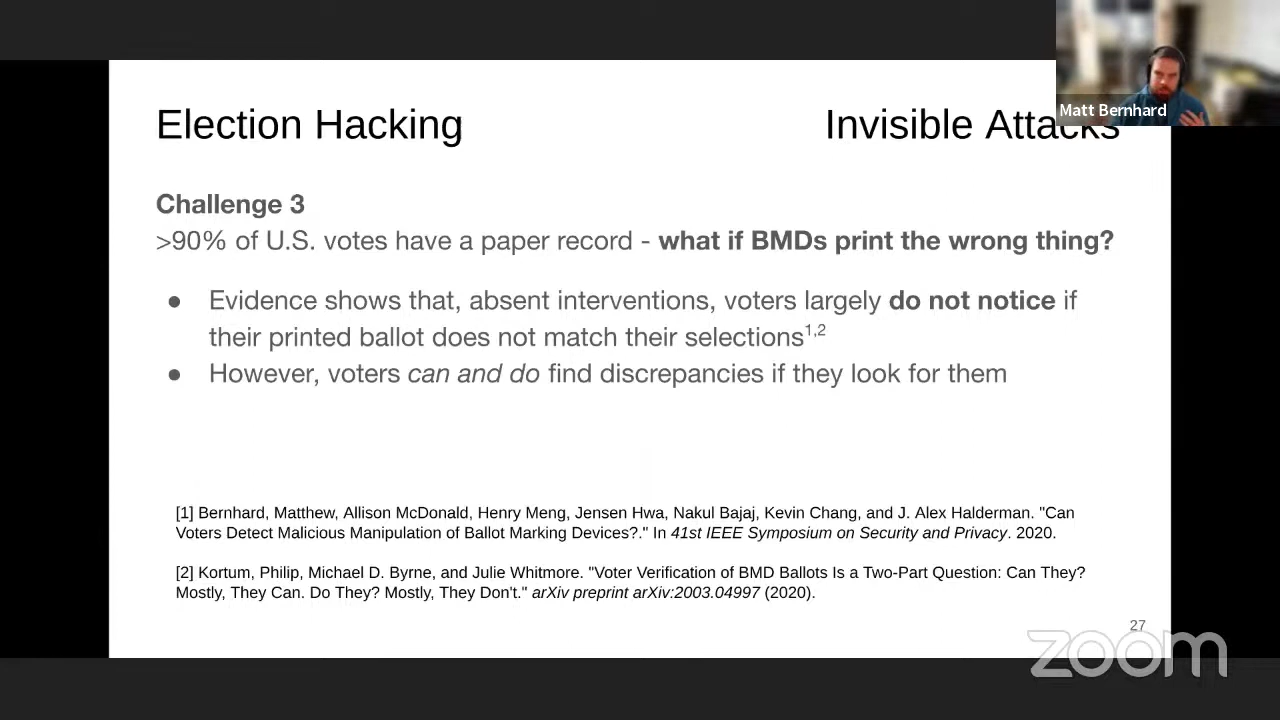 Matt Bernhard
Election Hacking
Invisible Attacks
Challenge 3
>90% of U.S. votes have a paper record - what if BMDs print the wrong thing?
● Evidence shows that, absent interventions, voters largely do not notice if
their printed ballot does not match their selections1,2
● However, voters can and do find discrepancies if they look for them
[1] Bernhard, Matthew, Allison McDonald, Henry Meng, Jensen Hwa, Nakul Bajaj, Kevin Chang, and J. Alex Halderman. "Can
Voters Detect Malicious Manipulation of Ballot Marking Devices?." In 41st IEEE Symposium on Security and Privacy. 2020.
[2] Kortum, Philip, Michael D. Byrne, and Julie Whitmore. "Voter Verification of BMD Ballots Is a Two-Part Question: Can They?
Mostly, They Can. Do They? Mostly, They Don't." arXiv preprint arXiv:2003.04997 (2020).
27
zoom